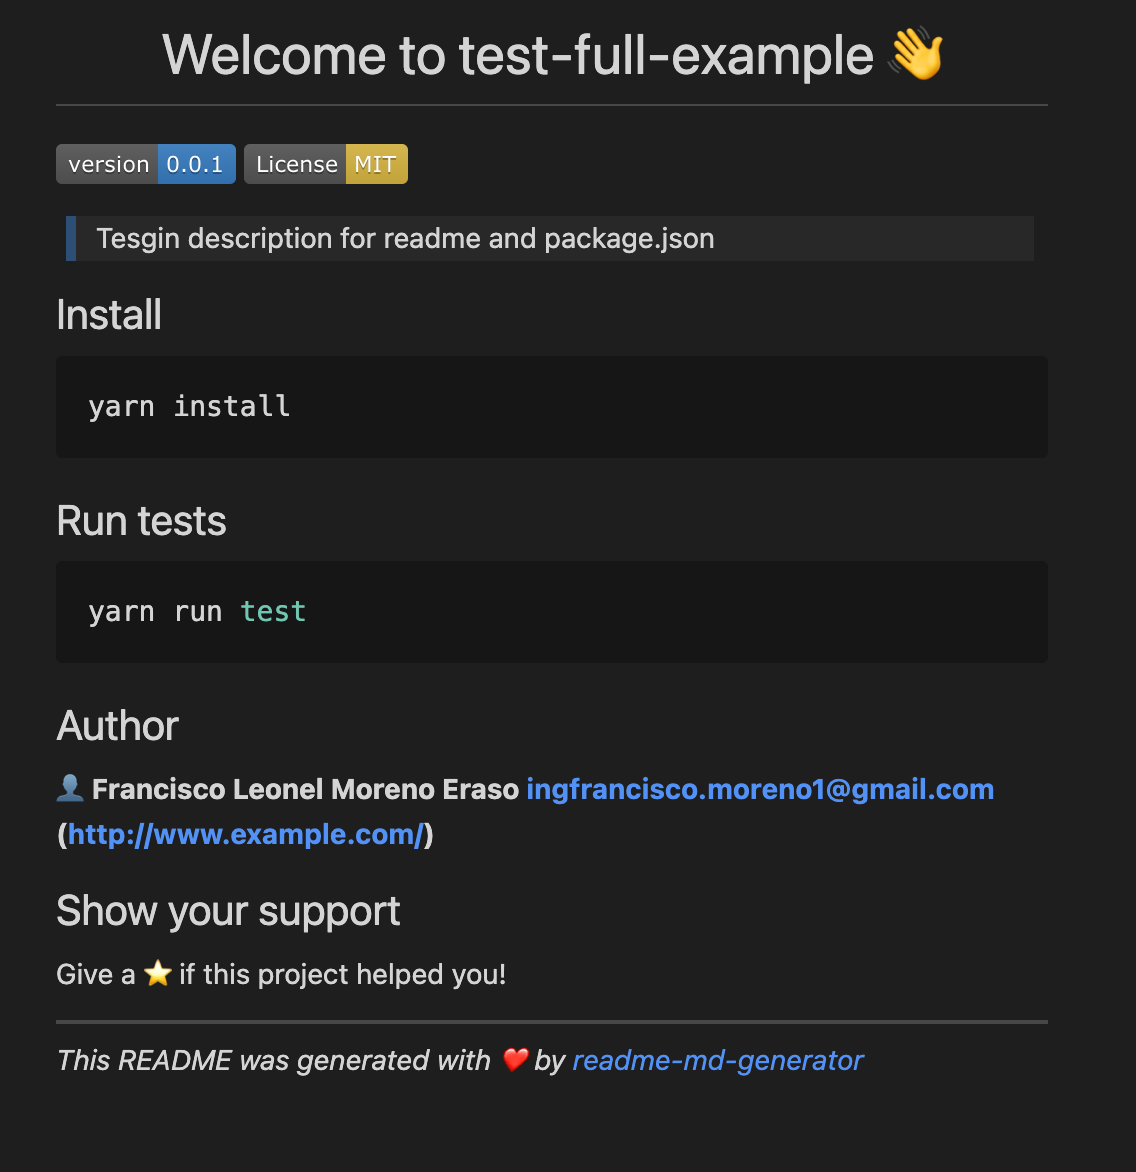 Welcome to test-full-example 👋
version 0.0.1 License MIT
Tesgin description for readme and package.json
Install
yarn install
Run tests
yarn run test
Author
👤 Francisco Leonel Moreno Eraso ingfrancisco.moreno1@gmail.com
(http://www.example.com/)
Show your support
Give a ⭐ if this project helped you!
This README was generated with ❤️ by readme-md-generator